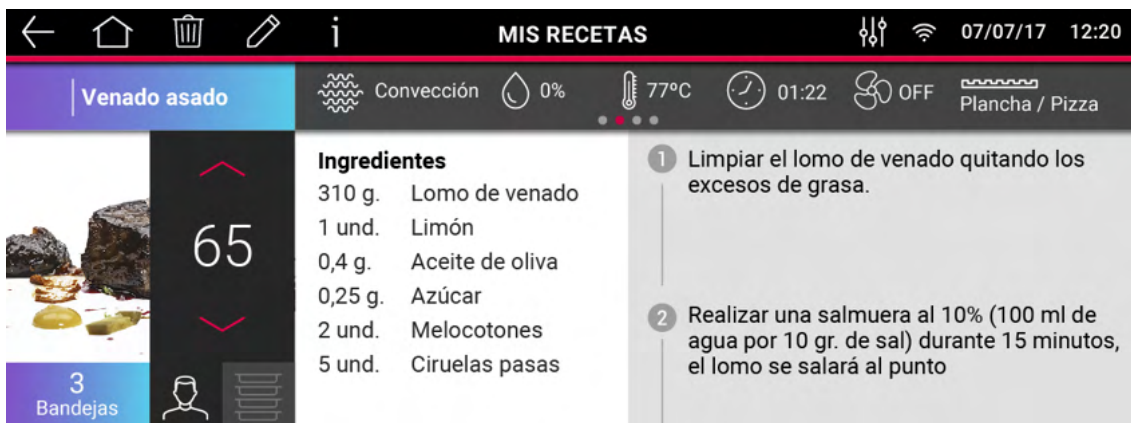 MIS RECETAS
07/07/17 12:20
Venado asado
Convección 0% 77ºC 01:22 OFF Plancha / Pizza
65
3
Bandejas
Ingredientes
310 g. Lomo de venado
1 und. Limón
0,4 g. Aceite de oliva
0,25 g. Azúcar
2 und. Melocotones
5 und. Ciruelas pasas
1 Limpiar el lomo de venado quitando los
excesos de grasa.
2 Realizar una salmuera al 10% (100 ml de
agua por 10 gr. de sal) durante 15 minutos,
el lomo se salará al punto